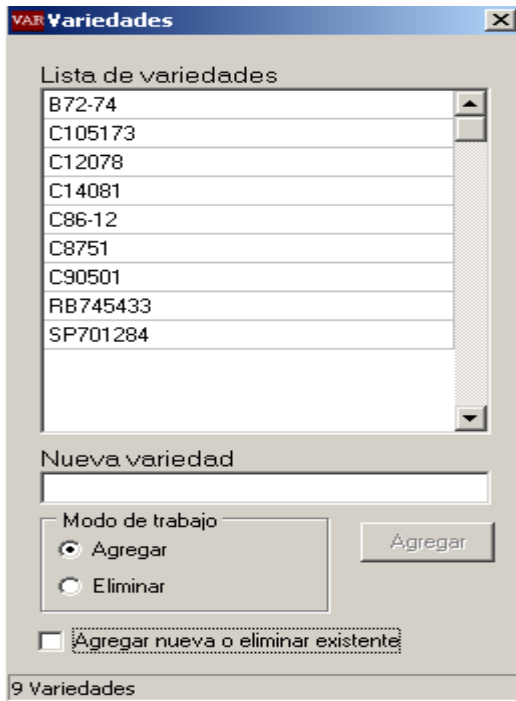 VAR Variedades
Lista de variedades
B72-74
C105173
C12078
C14081
C86-12
C8751
C90501
RB745433
SP701284
Nueva variedad
Modo de trabajo
Agregar
Agregar
Eliminar
Agregar nueva o eliminar existente
9 Variedades